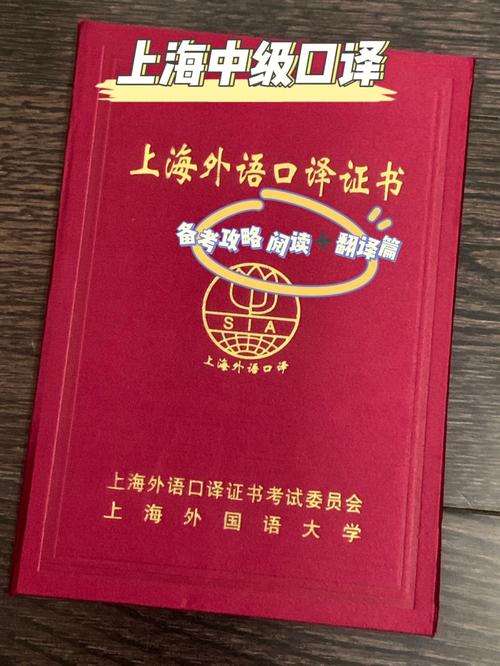 上海中级口译
上海外语口译证书
备考攻略 阅读+翻译篇
SIA
上海外语口译
上海外语口译证书考试委员会
上海外国语大学